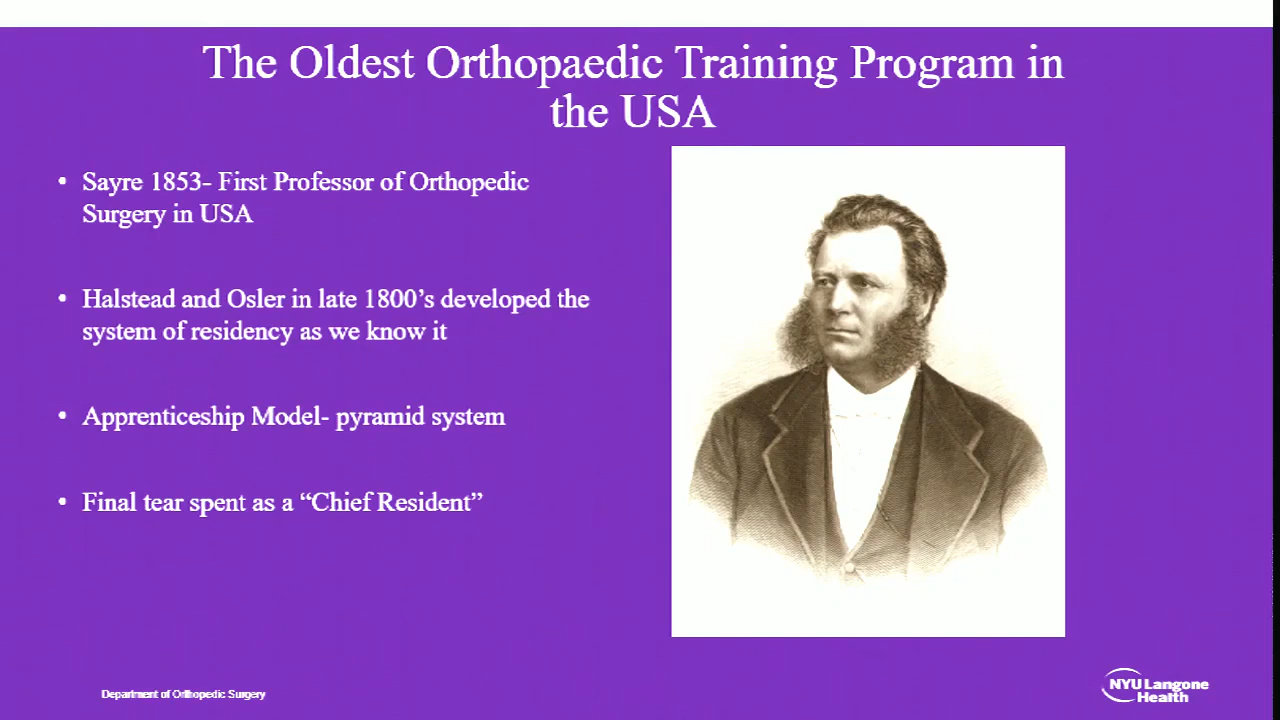 The Oldest Orthopaedic Training Program in
the USA
• Sayre 1853- First Professor of Orthopedic
Surgery in USA
• Halstead and Osler in late 1800’s developed the
system of residency as we know it
• Apprenticeship Model- pyramid system
• Final tear spent as a “Chief Resident”
Department of Orthopedic Surgery
NYU Langone
Health